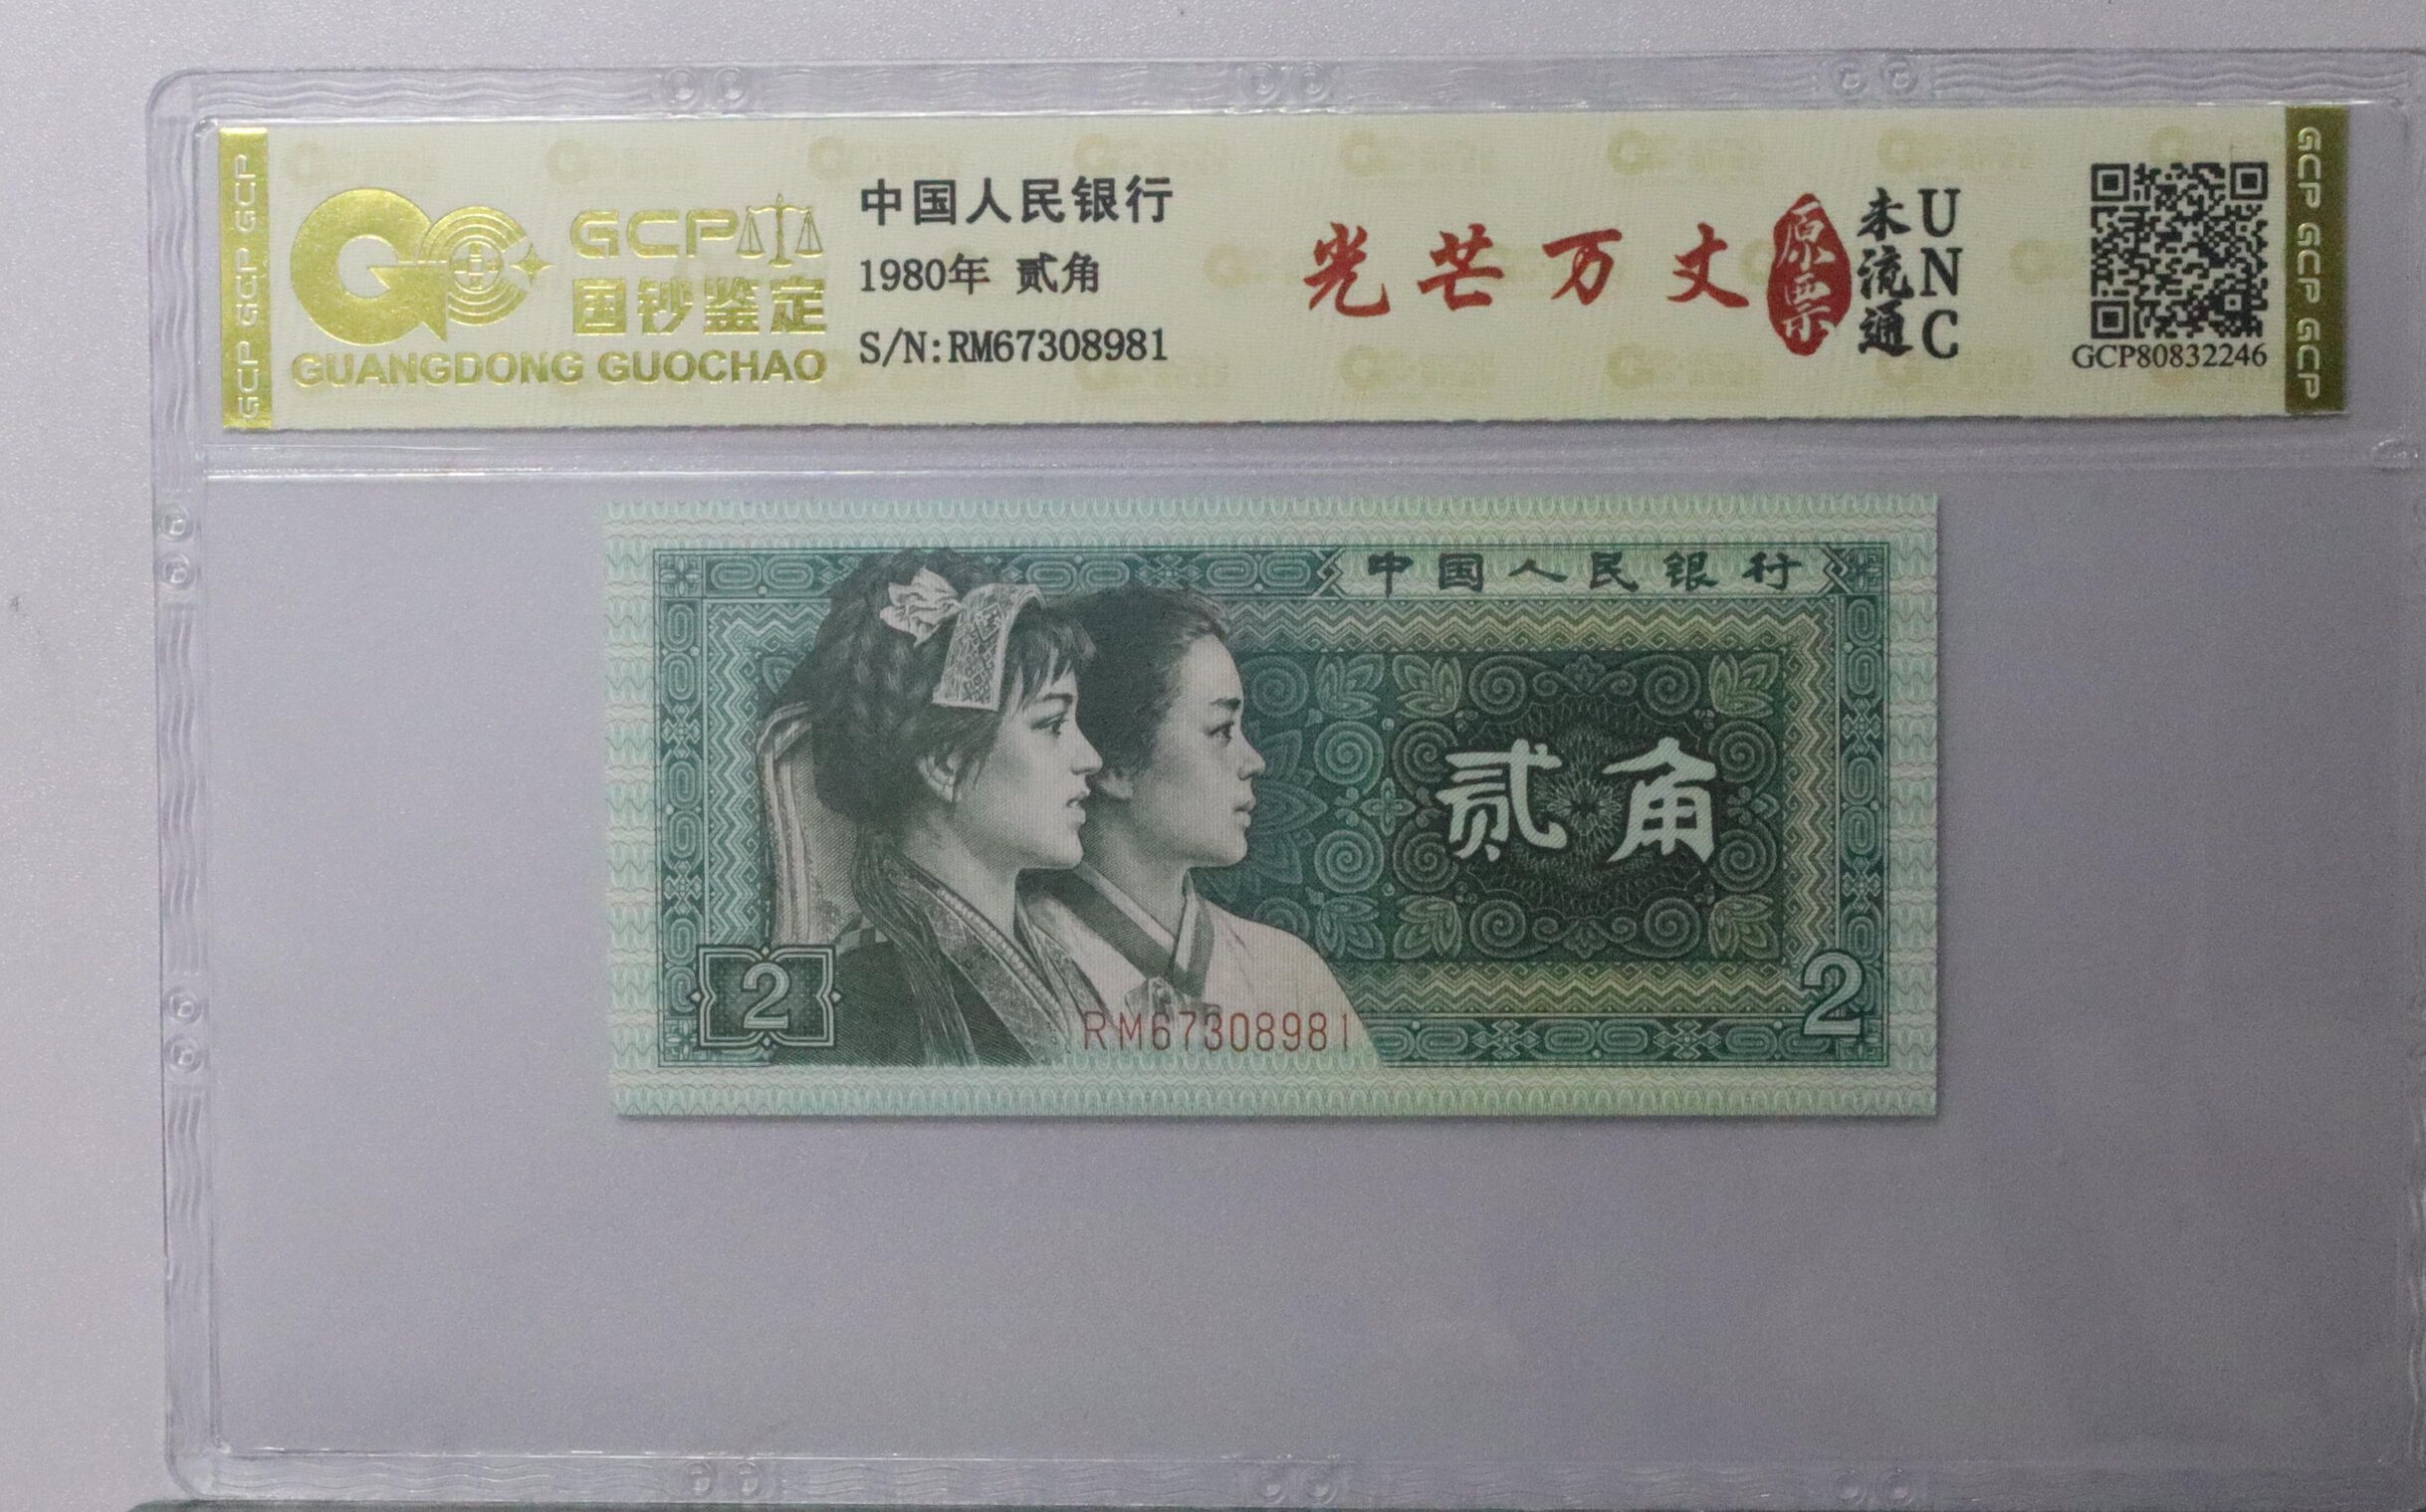 GCP GCP GCP
GCP
国钞鉴定
GUANGDONG GUOCHAO
中国人民银行
1980年 贰角
S/N:RM67308981
光芒万丈
原票
未流通
UNC
GCP80832246
GCP GCP GCP
中国人民银行
贰角
2
2
RM67308981